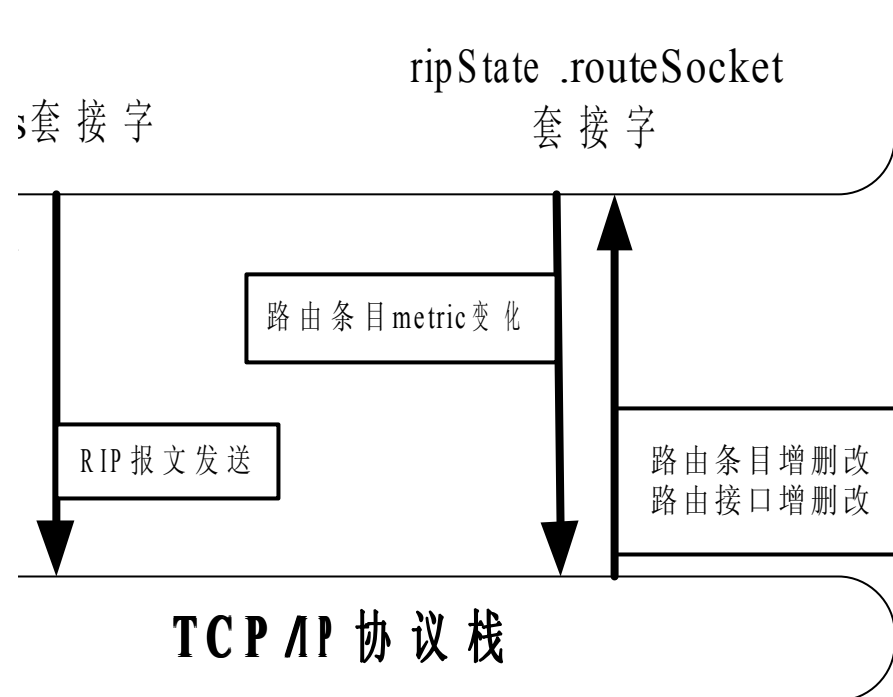 ripState .routeSocket
s套接字
套接字
路由条目metric变化
RIP报文发送
路由条目增删改
路由接口增删改
TCP/IP协议栈